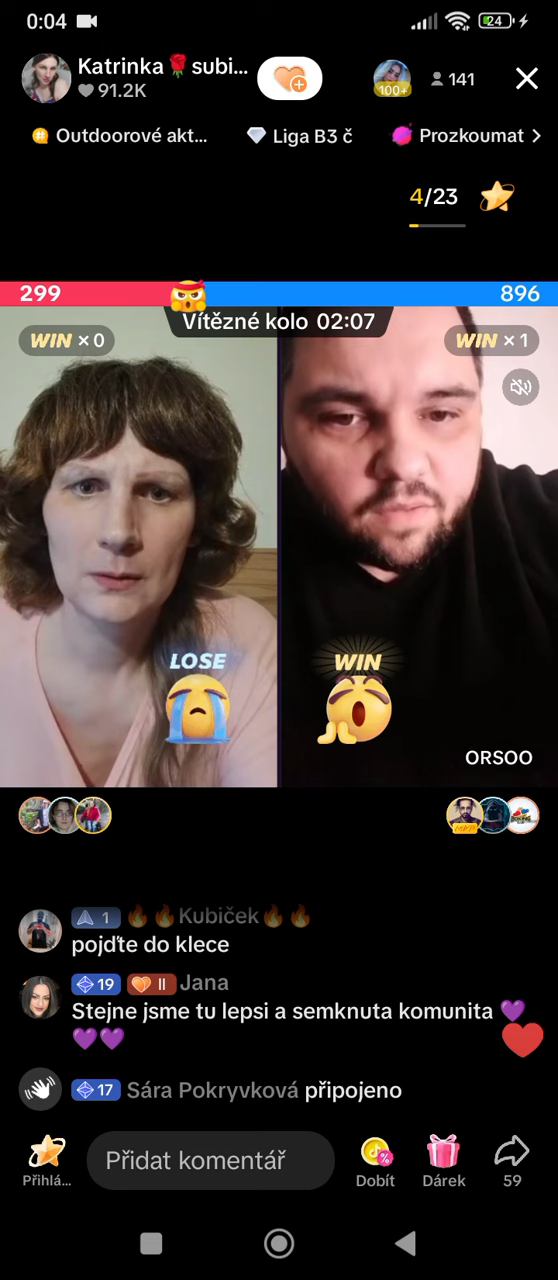 0:04
24
Katrinka🌹subi...
91.2K
100+
141
Outdoorové akt...
Liga B3 č
Prozkoumat >
4/23
299
896
Vítězné kolo 02:07
WIN × 0
WIN × 1
LOSE
WIN
ORSOO
1 🔥🔥Kubiček🔥🔥
pojďte do klece
19 II Jana
Stejne jsme tu lepsi a semknuta komunita 💜
💜💜
17 Sára Pokryvková připojeno
Přihlá...
Přidat komentář
Dobít
Dárek
59